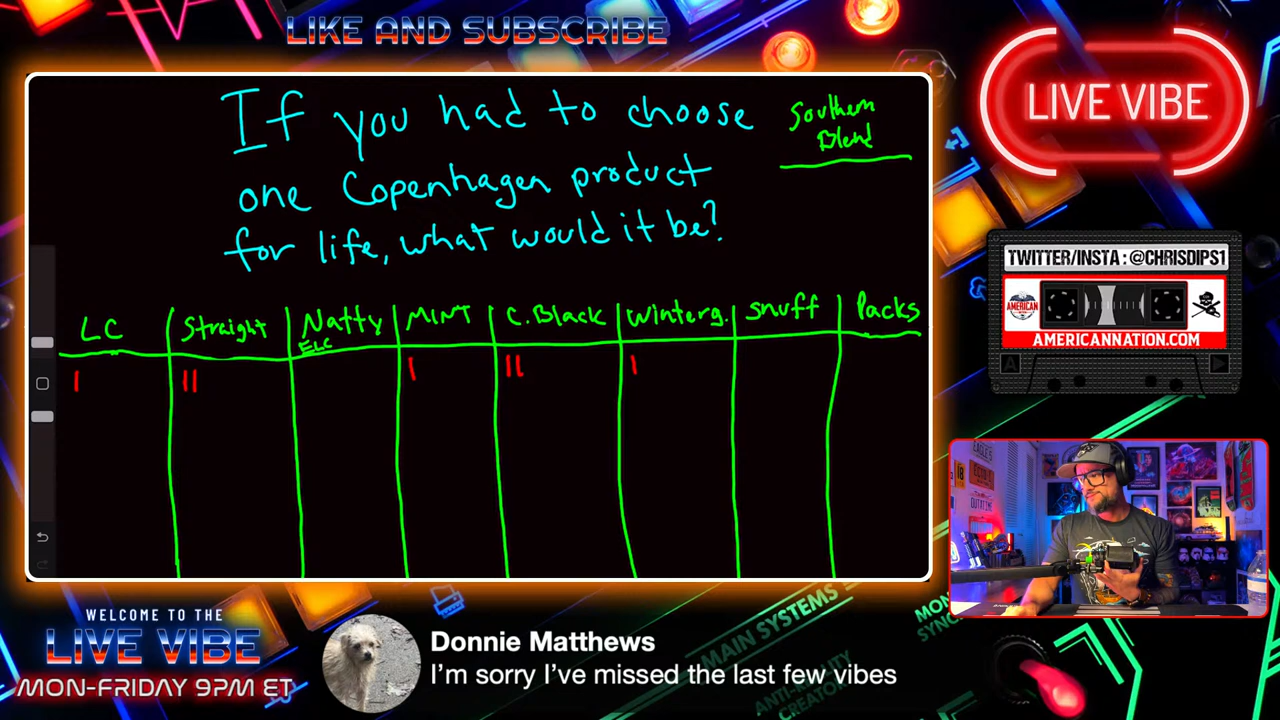 LIKE AND SUBSCRIBE
If you had to choose
one Copenhagen product
for life, what would it be?
Southern
Blend
LC
Straight
Natty
ELC
MINT
C. Black
Winterg.
Snuff
Packs
LIVE VIBE
TWITTER/INSTA : @CHRISDIPS1
AMERICANNATION.COM
A
WELCOME TO THE
LIVE VIBE
MON-FRIDAY 9PM ET
Donnie Matthews
I'm sorry I've missed the last few vibes
MAIN SYSTEMS